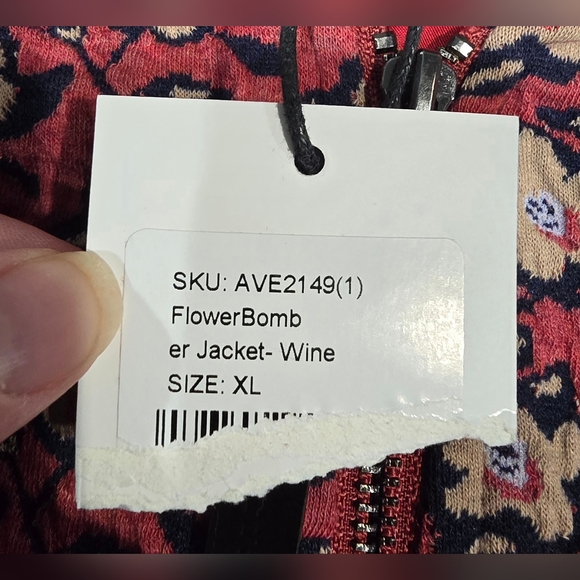 SKU: AVE2149(1)
FlowerBomb
er Jacket- Wine
SIZE: XL